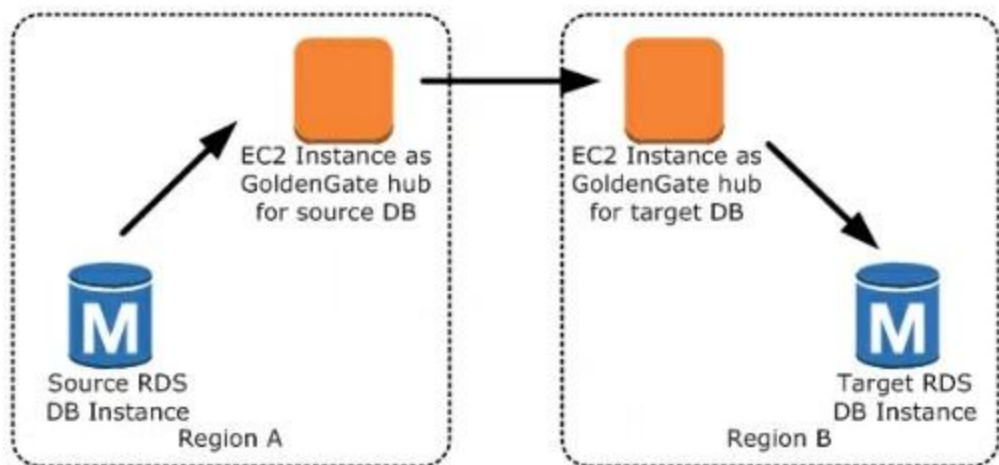 EC2 Instance as
GoldenGate hub
for source DB
EC2 Instance as
GoldenGate hub
for target DB
M
Source RDS
DB Instance
M
Target RDS
DB Instance
Region A
Region B